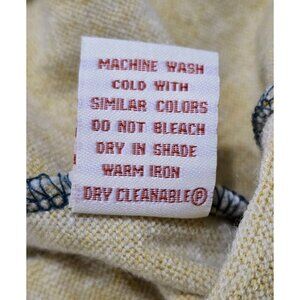 MACHINE WASH
COLD WITH
SIMILAR COLORS
DO NOT BLEACH
DRY IN SHADE
WARM IRON
DRY CLEANABLE Ⓟ